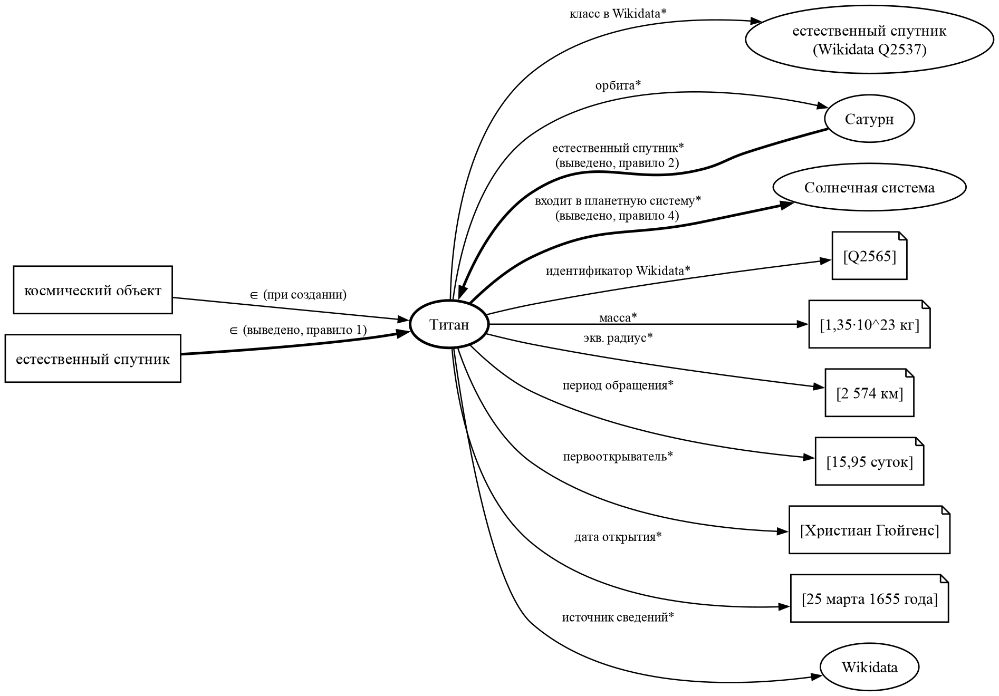 класс в Wikidata*
естественный спутник
(Wikidata Q2537)
орбита*
Сатурн
естественный спутник*
(выведено, правило 2)
Солнечная система
входит в планетную систему*
(выведено, правило 4)
[Q2565]
идентификатор Wikidata*
космический объект
∈ (при создании)
масса*
[1,35·10^23 кг]
Титан
∈ (выведено, правило 1)
экв. радиус*
естественный спутник
период обращения*
[2 574 км]
первооткрыватель*
[15,95 суток]
[Христиан Гюйгенс]
дата открытия*
[25 марта 1655 года]
источник сведений*
Wikidata